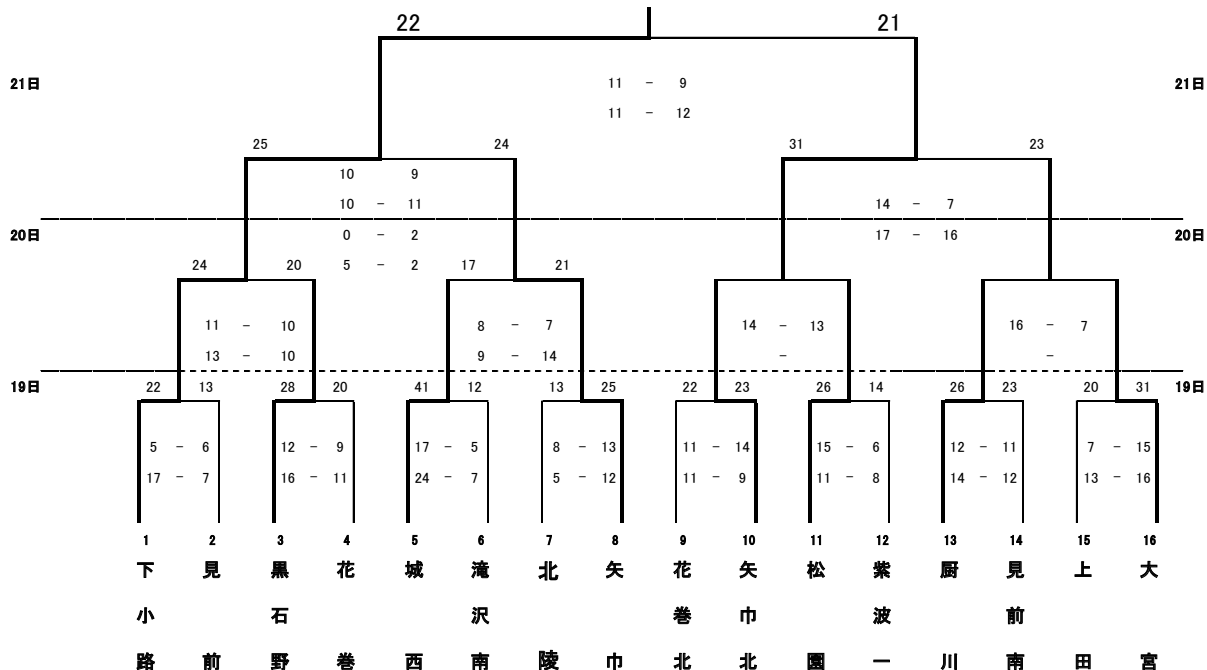 22 21
21日 11 － 9 21日
11 － 12
25 24 31 23
10 9
10 － 11 14 － 7
20日 0 － 2 17 － 16 20日
24 20 5 － 2 17 21
11 － 10 8 － 7 14 － 13 16 － 7
13 － 10 9 － 14 － －
19日 22 13 28 20 41 12 13 25 22 23 26 14 26 23 20 31 19日
5 － 6 12 － 9 17 － 5 8 － 13 11 － 14 15 － 6 12 － 11 7 － 15
17 － 7 16 － 11 24 － 7 5 － 12 11 － 9 11 － 8 14 － 12 13 － 16
1 2 3 4 5 6 7 8 9 10 11 12 13 14 15 16
下小路
見前
黒石野
花巻
城西
滝沢南
北陵
矢巾
花巻北
矢巾北
松園
紫波一
厨川
見前南
上田
大宮